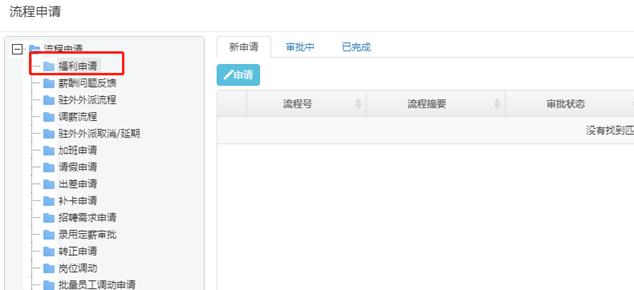 流程申请
流程申请
福利申请
薪酬问题反馈
驻外外派流程
调薪流程
驻外外派取消/延期
加班申请
请假申请
出差申请
补卡申请
招聘需求申请
录用定薪审批
转正申请
岗位调动
批量员工调动申请
新申请 审批中 已完成
申请
流程号 流程摘要 审批状态
没有找到匹